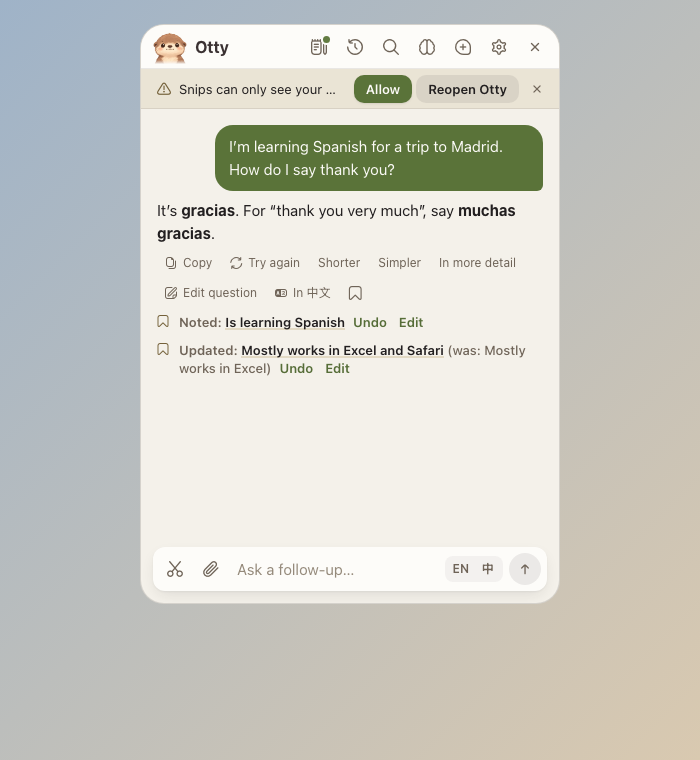 Otty
Snips can only see your ...
Allow
Reopen Otty
I’m learning Spanish for a trip to Madrid.
How do I say thank you?
It’s gracias. For “thank you very much”, say muchas
gracias.
Copy
Try again
Shorter
Simpler
In more detail
Edit question
In 中文
Noted: Is learning Spanish Undo Edit
Updated: Mostly works in Excel and Safari (was: Mostly
works in Excel) Undo Edit
Ask a follow-up...
EN 中